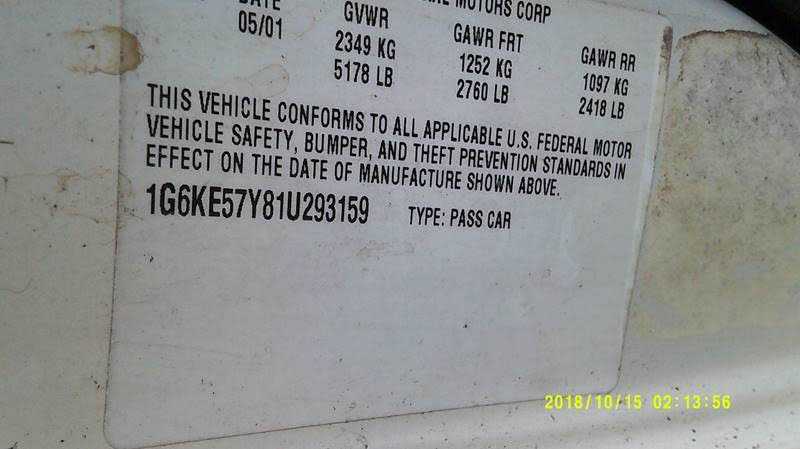 DATE GVWR MOTORS CORP
05/01 2349 KG GAWR FRT GAWR RR
5178 LB 1252 KG 1097 KG
2760 LB 2418 LB
THIS VEHICLE CONFORMS TO ALL APPLICABLE U.S. FEDERAL MOTOR
VEHICLE SAFETY, BUMPER, AND THEFT PREVENTION STANDARDS IN
EFFECT ON THE DATE OF MANUFACTURE SHOWN ABOVE.
1G6KE57Y81U293159 TYPE: PASS CAR
2018/10/15 02:13:56